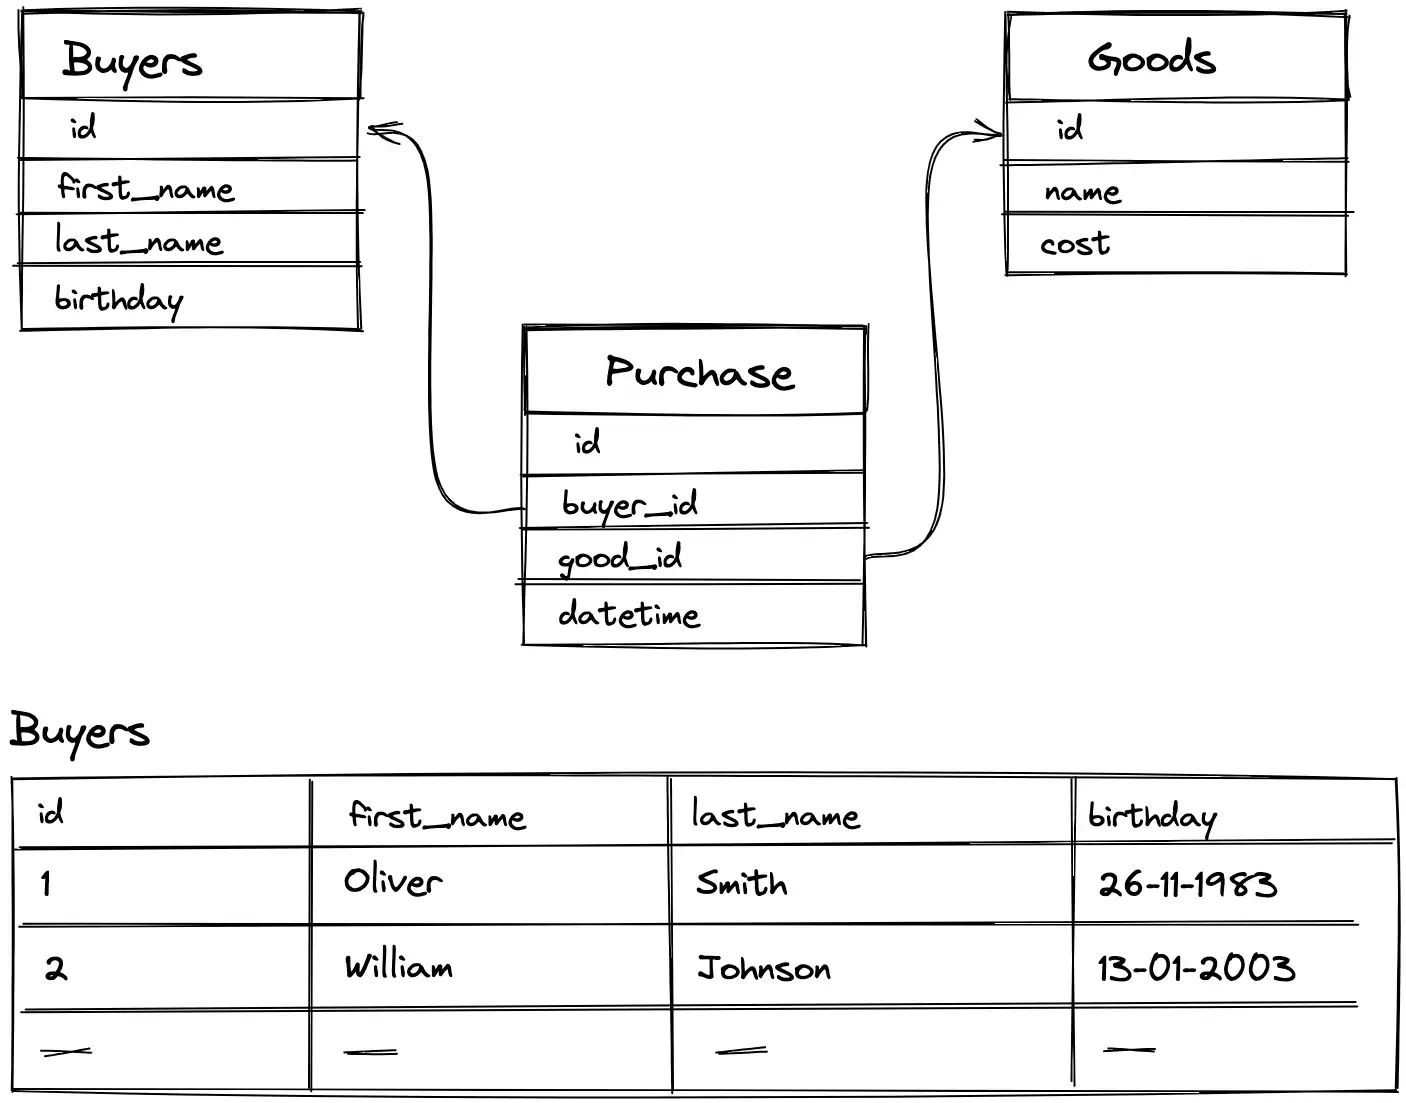 Buyers
id
first_name
last_name
birthday
Goods
id
name
cost
Purchase
id
buyer_id
good_id
datetime
Buyers
id first_name last_name birthday
1 Oliver Smith 26-11-1983
2 William Johnson 13-01-2003